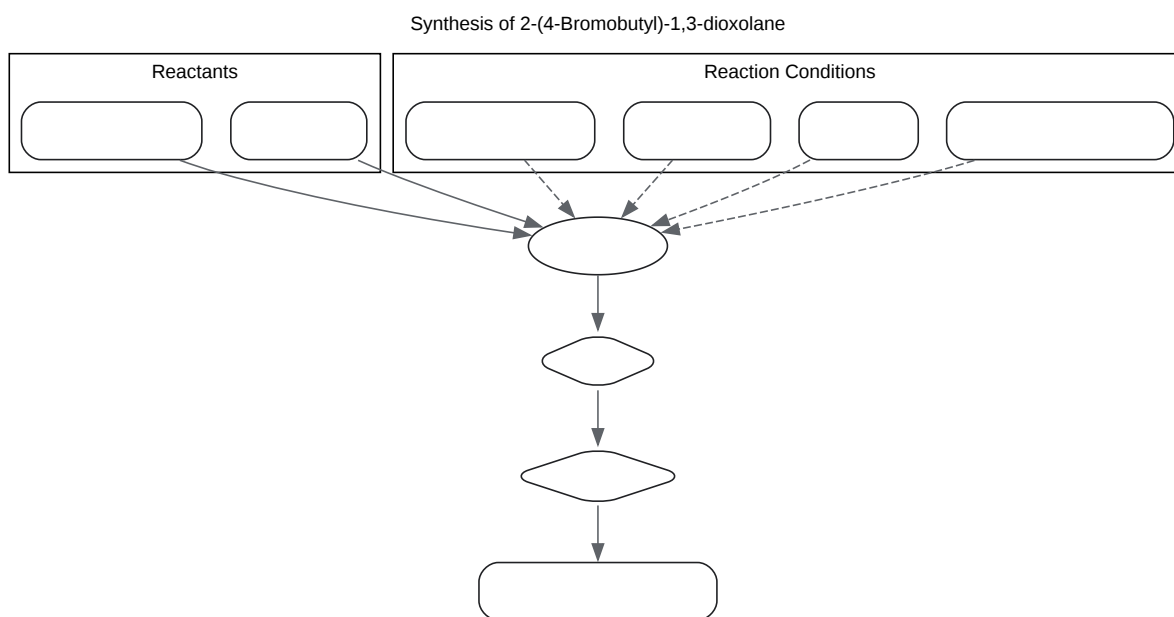 Synthesis of 2-(4-Bromobutyl)-1,3-dioxolane
Reactants
Reaction Conditions